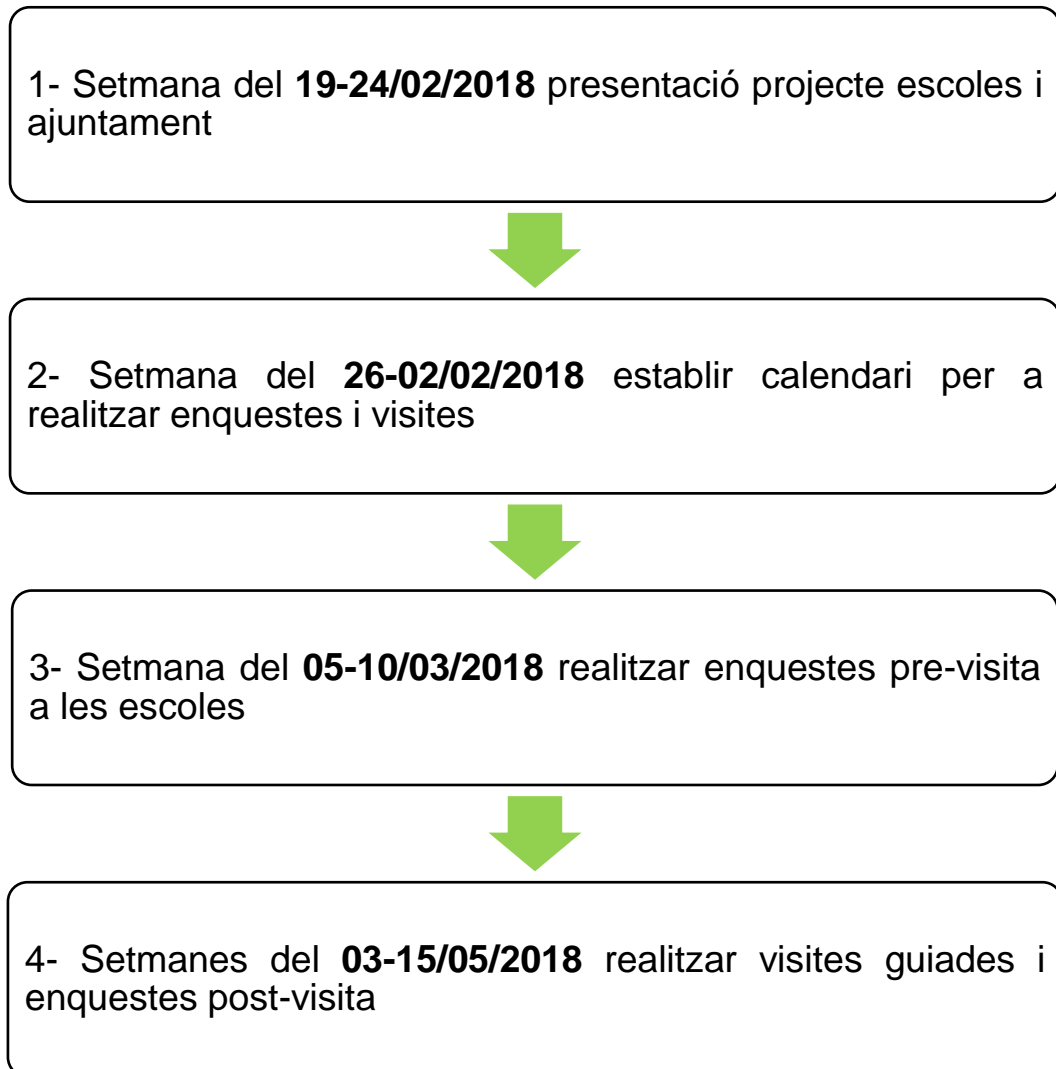 1- Setmana del 19-24/02/2018 presentació projecte escoles i
ajuntament
2- Setmana del 26-02/02/2018 establir calendari per a
realitzar enquestes i visites
3- Setmana del 05-10/03/2018 realitzar enquestes pre-visita
a les escoles
4- Setmanes del 03-15/05/2018 realitzar visites guiades i
enquestes post-visita